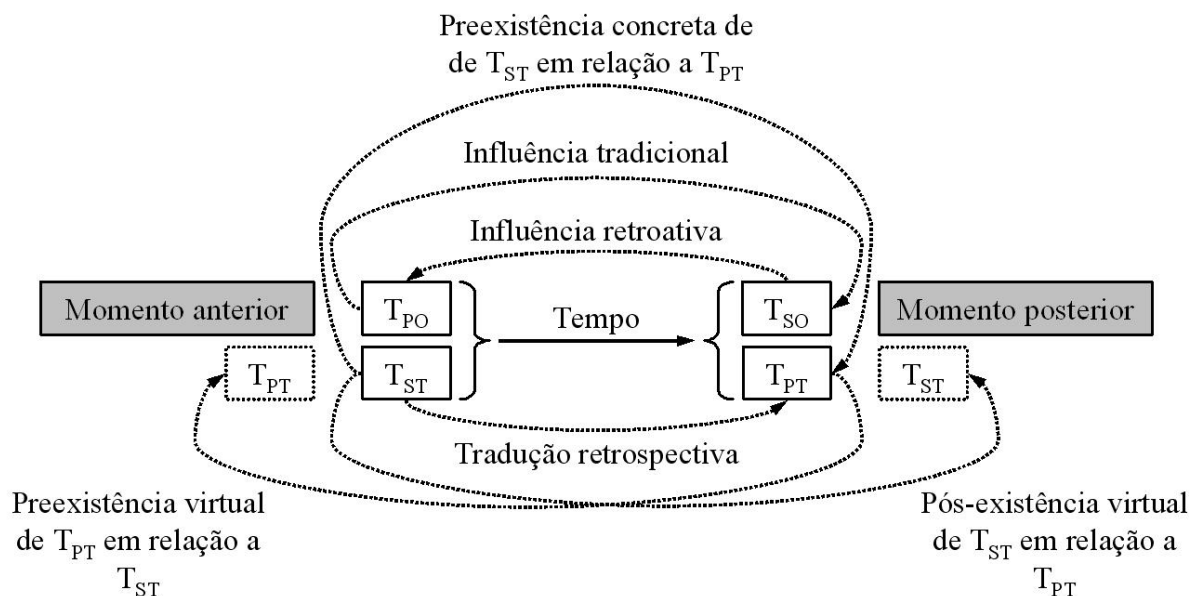 Preexistência concreta de
de T_ST em relação a T_PT
Influência tradicional
Influência retroativa
Momento anterior
T_PO
Tempo
T_SO
Momento posterior
T_PT
T_ST
T_PT
T_ST
Tradução retrospectiva
Preexistência virtual
de T_PT em relação a
T_ST
Pós-existência virtual
de T_ST em relação a
T_PT